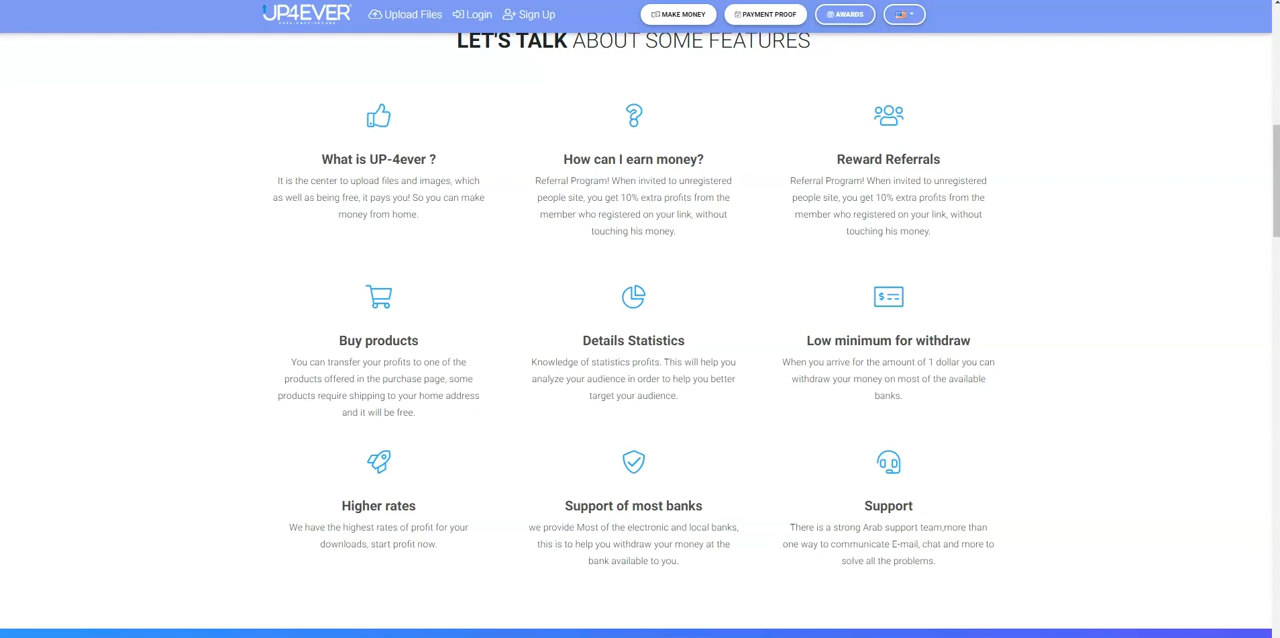 UP4EVER
Upload Files
Login
Sign Up
MAKE MONEY
PAYMENT PROOF
AWARDS
LET'S TALK ABOUT SOME FEATURES
What is UP-4ever ?
It is the center to upload files and images, which
as well as being free, it pays you! So you can make
money from home.
How can I earn money?
Referral Program! When invited to unregistered
people site, you get 10% extra profits from the
member who registered on your link, without
touching his money.
Reward Referrals
Referral Program! When invited to unregistered
people site, you get 10% extra profits from the
member who registered on your link, without
touching his money.
Buy products
You can transfer your profits to one of the
products offered in the purchase page, some
products require shipping to your home address
and it will be free.
Details Statistics
Knowledge of statistics profits. This will help you
analyze your audience in order to help you better
target your audience.
Low minimum for withdraw
When you arrive for the amount of 1 dollar you can
withdraw your money on most of the available
banks.
Higher rates
We have the highest rates of profit for your
downloads, start profit now.
Support of most banks
we provide Most of the electronic and local banks,
this is to help you withdraw your money at the
bank available to you.
Support
There is a strong Arab support team,more than
one way to communicate E-mail, chat and more to
solve all the problems.